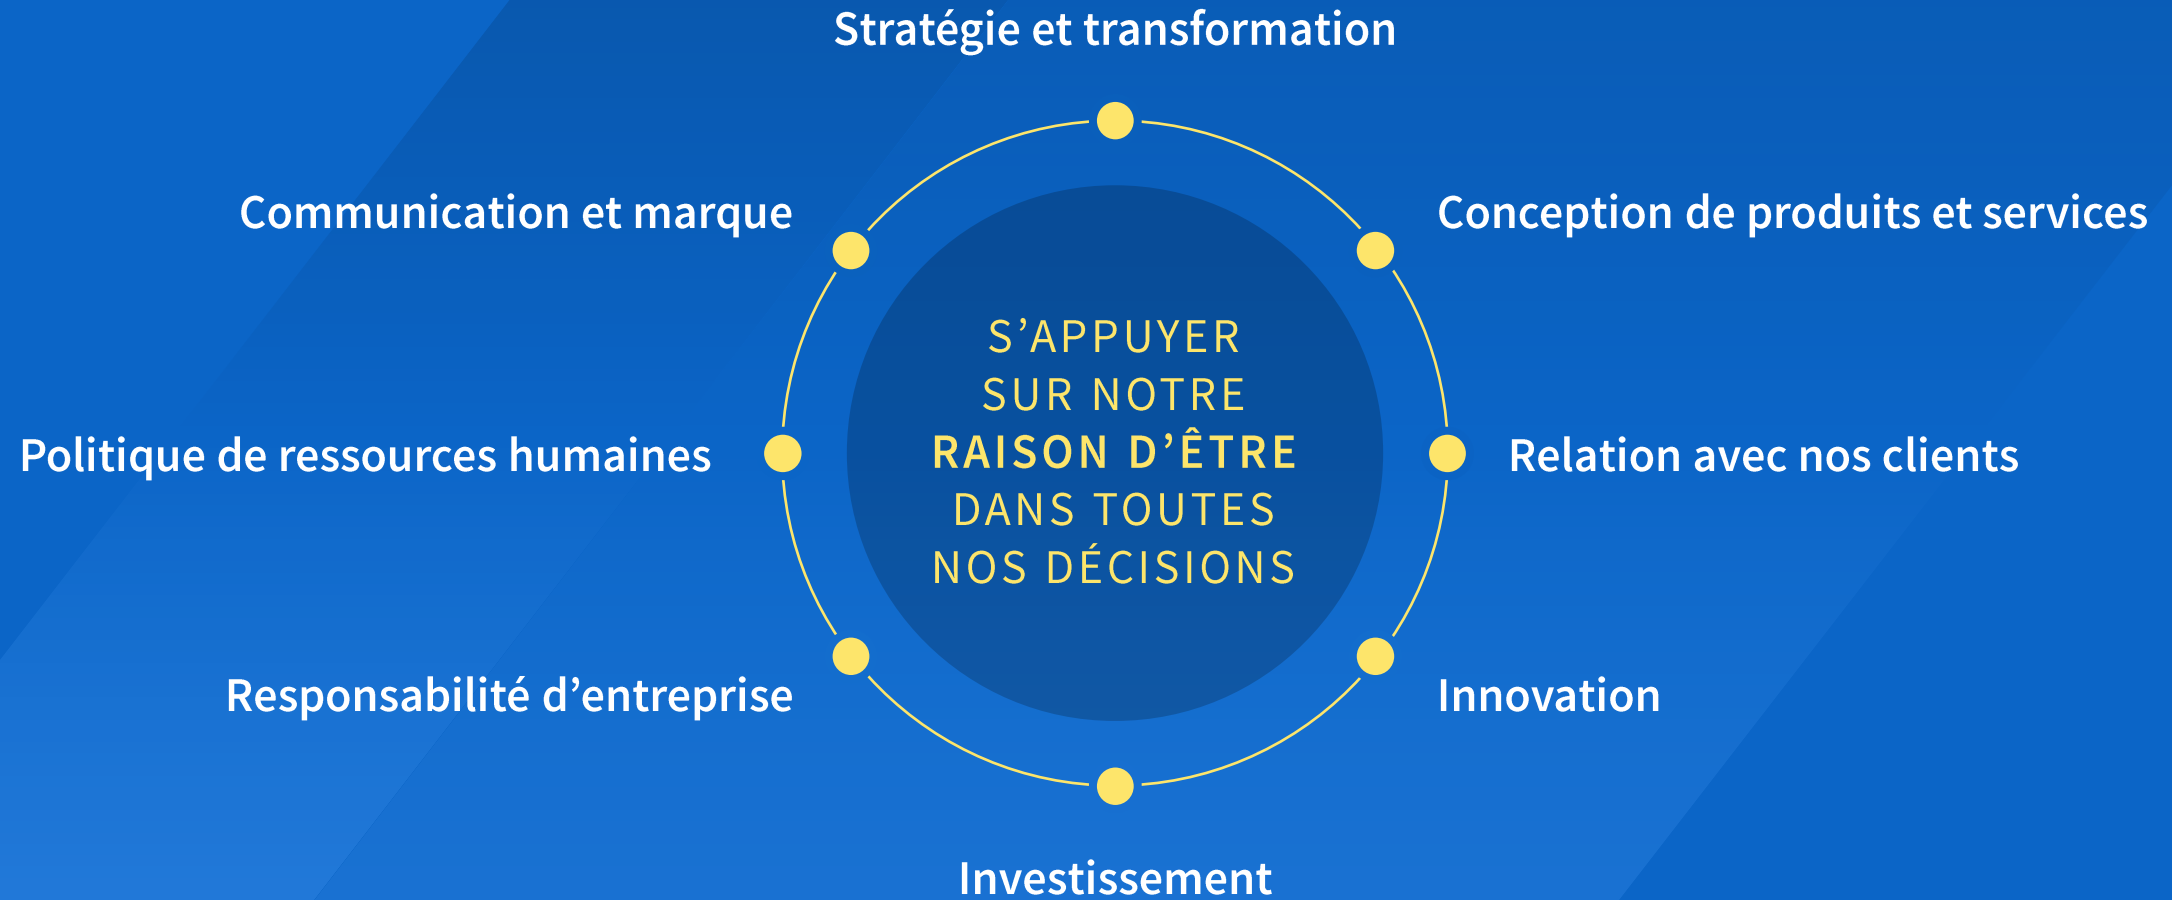 Stratégie et transformation
Communication et marque
Conception de produits et services
S’APPUYER
SUR NOTRE
RAISON D’ÊTRE
DANS TOUTES
NOS DÉCISIONS
Politique de ressources humaines
Relation avec nos clients
Responsabilité d’entreprise
Innovation
Investissement